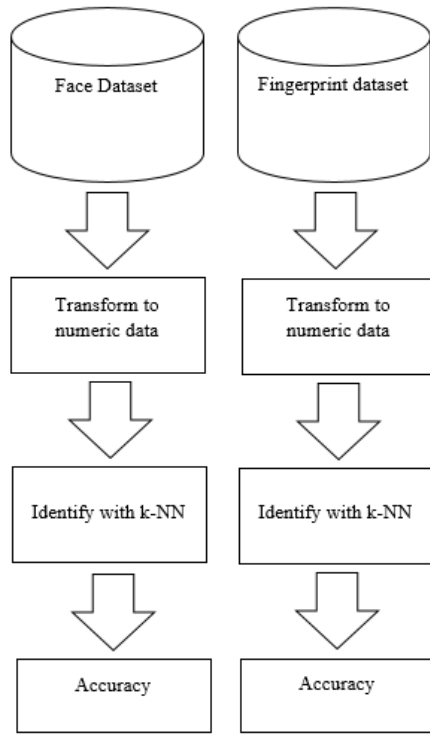 Face Dataset
Transform to
numeric data
Identify with k-NN
Accuracy
Fingerprint dataset
Transform to
numeric data
Identify with k-NN
Accuracy